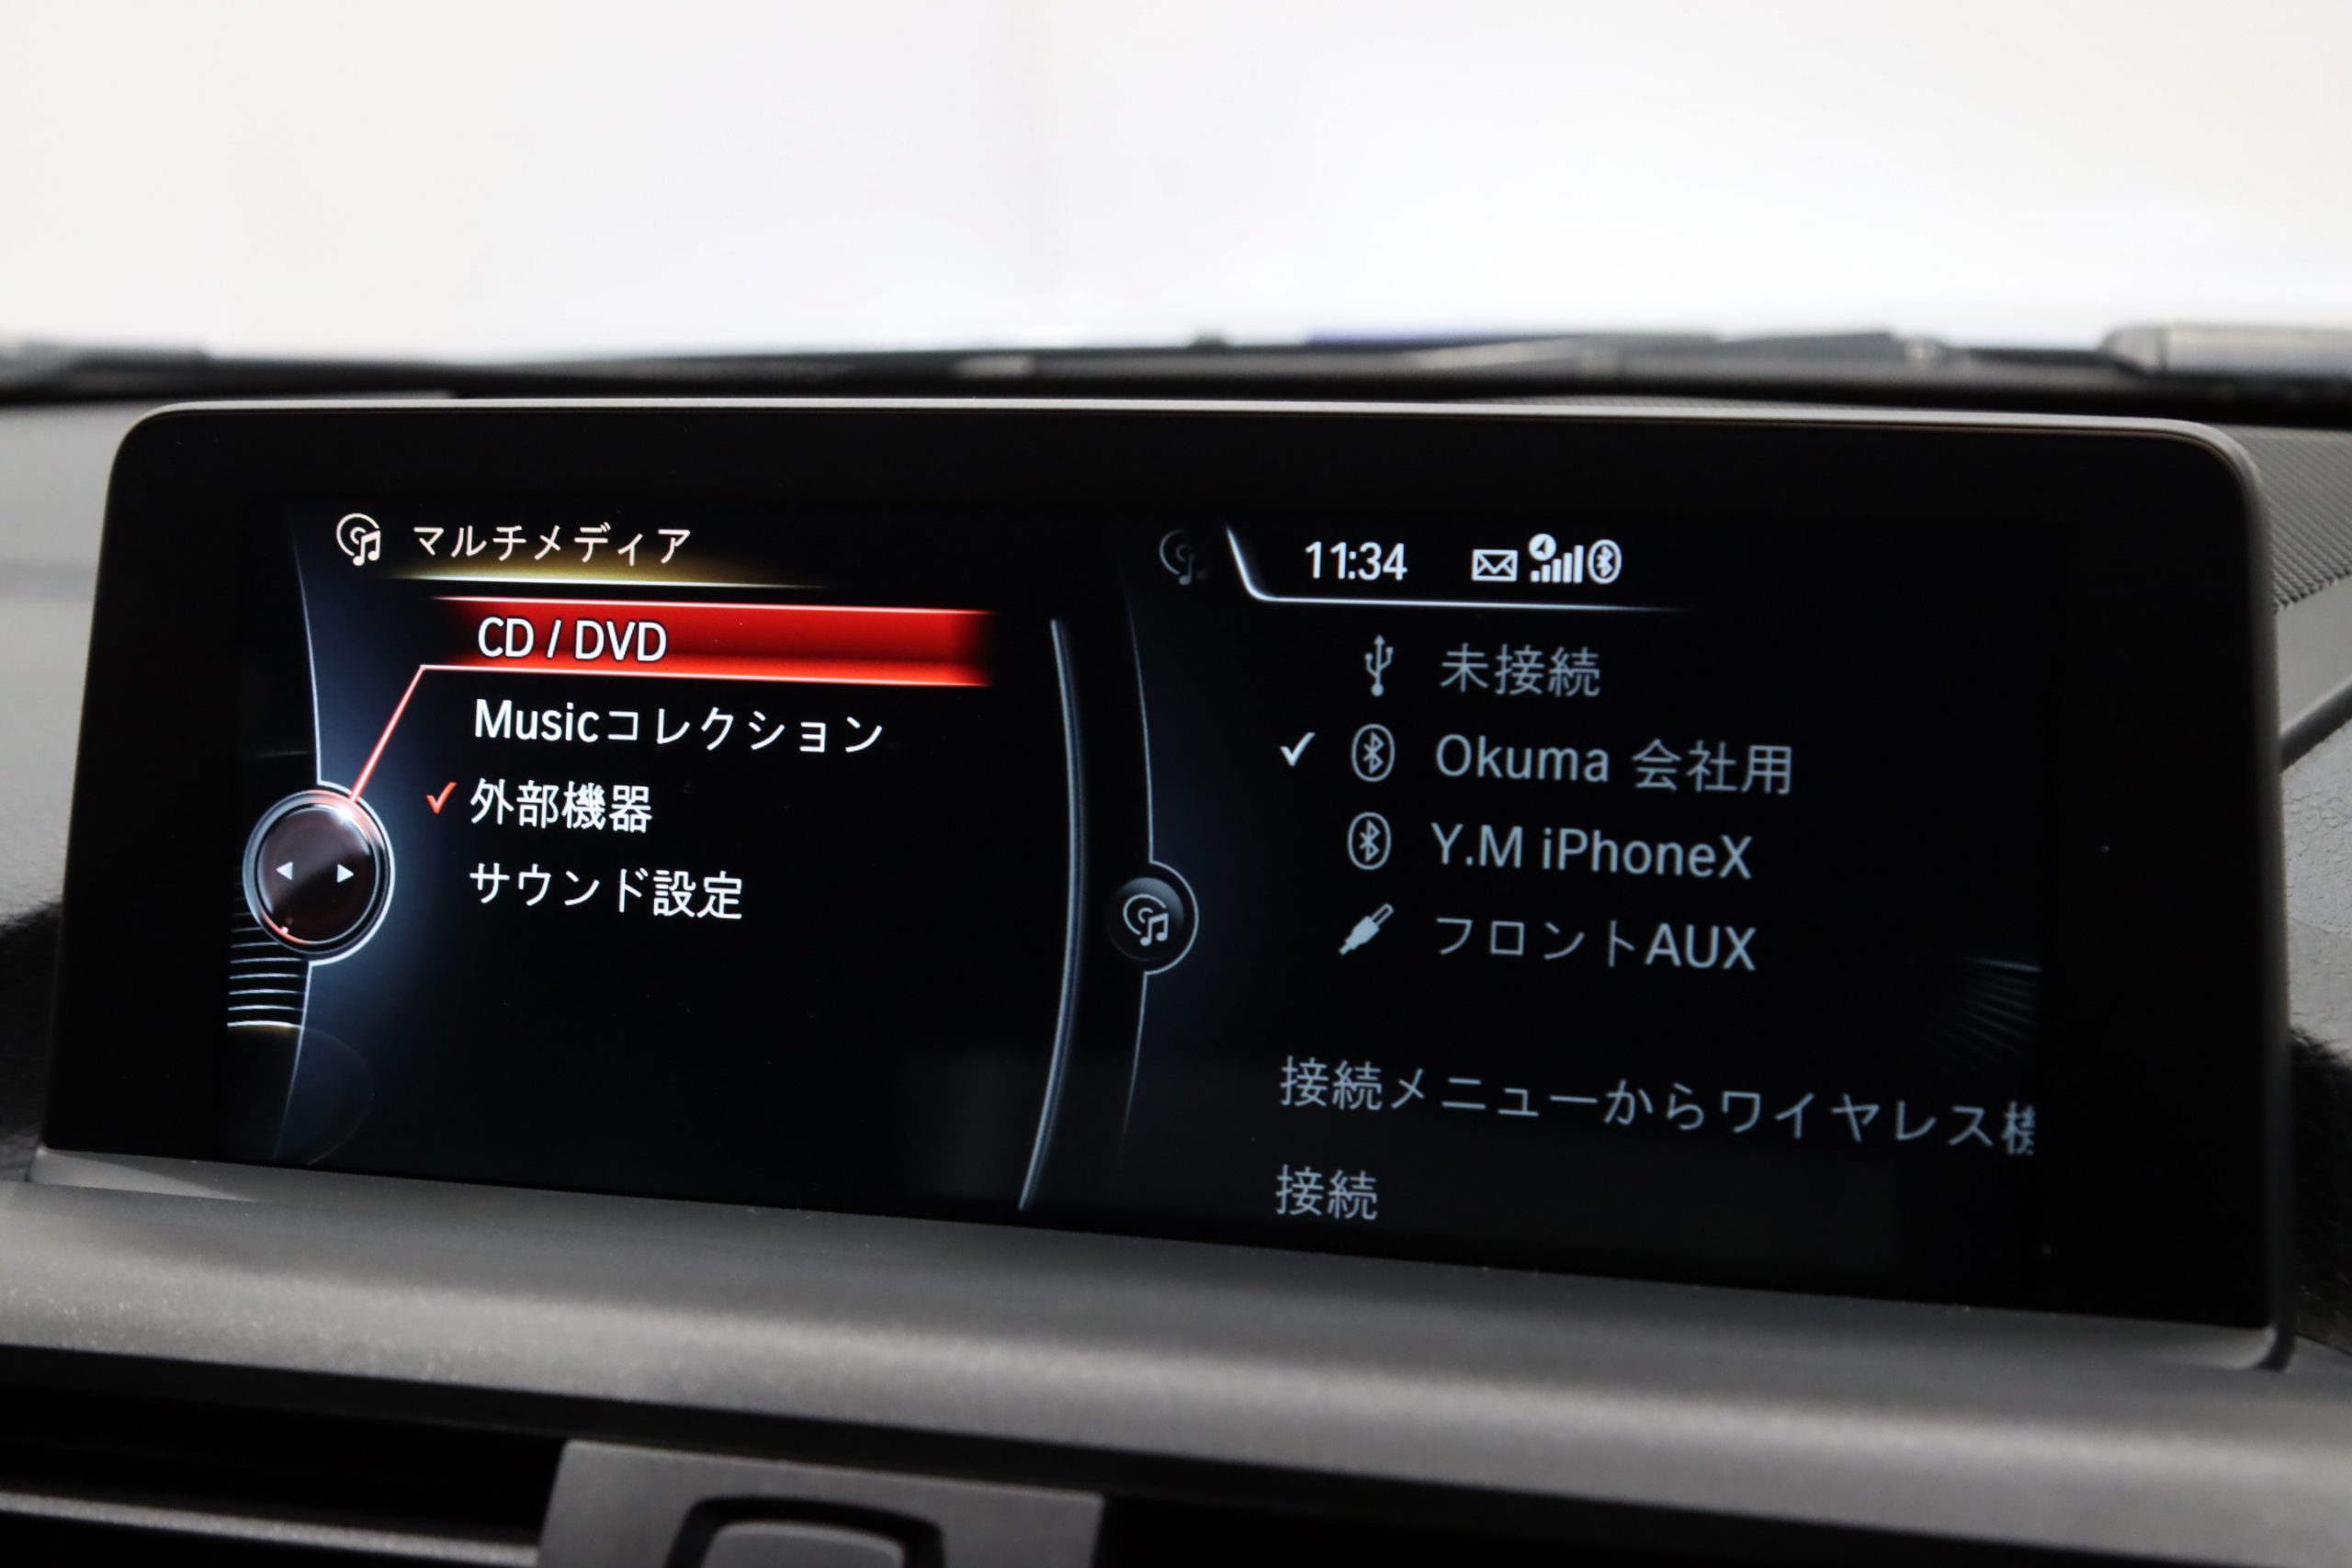 マルチメディア
CD / DVD
Musicコレクション
外部機器
サウンド設定
11:34
未接続
Okuma 会社用
Y.M iPhoneX
フロントAUX
接続メニューからワイヤレス機
接続